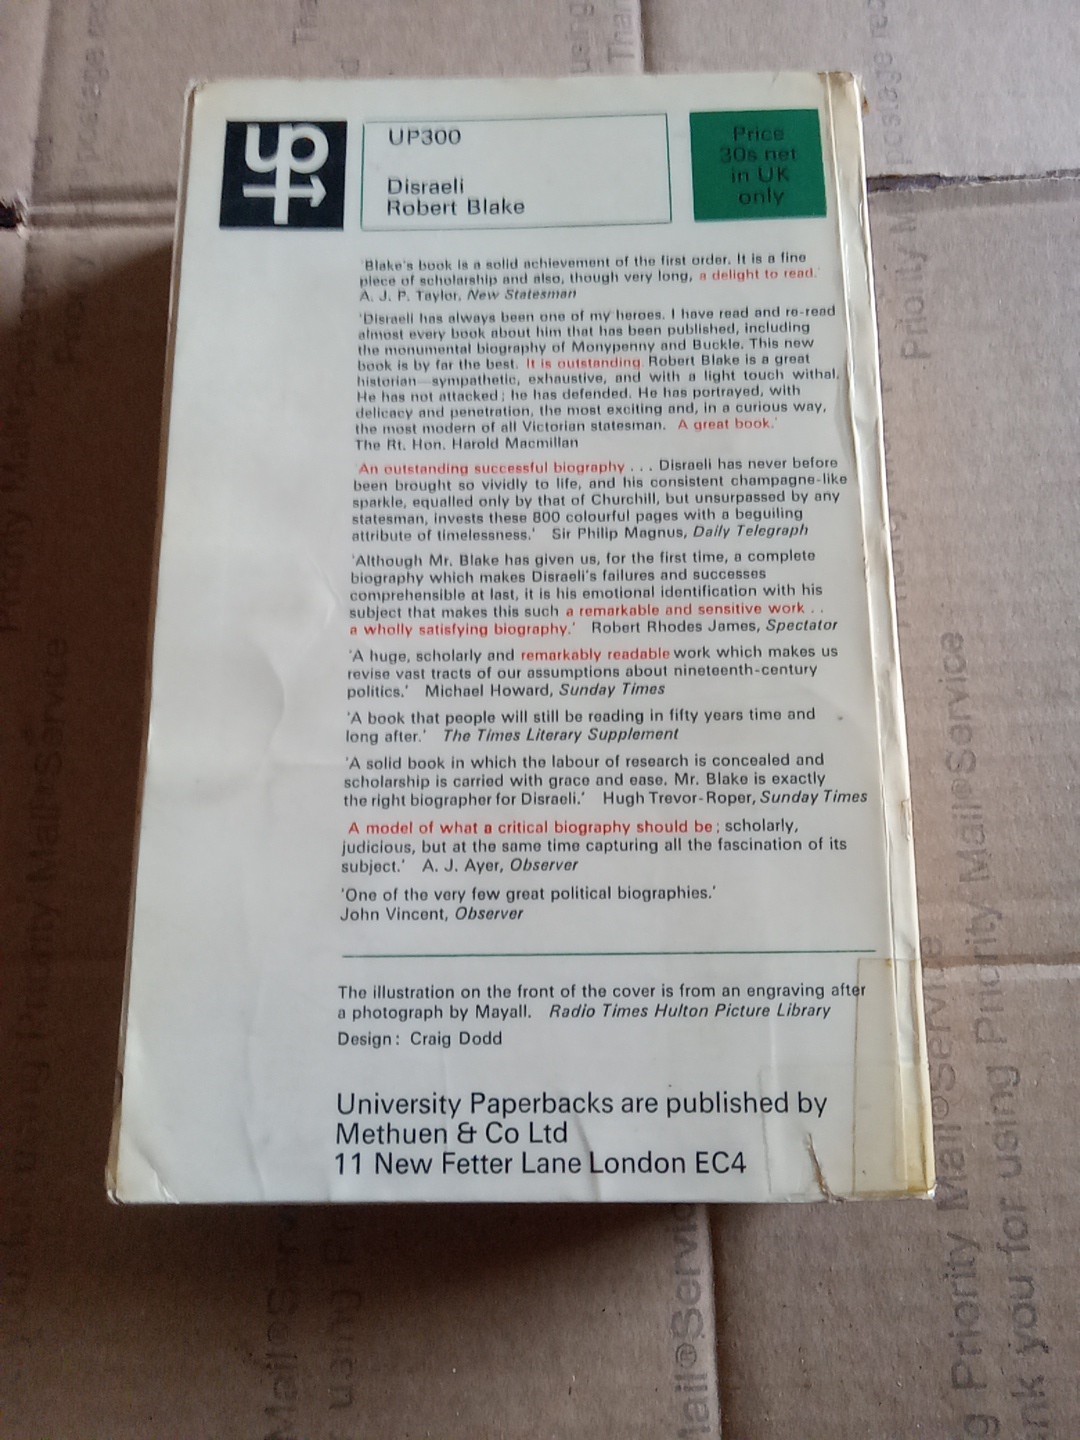 up
UP300
Disraeli
Robert Blake
Price
30s net
in UK
only
'Blake's book is a solid achievement of the first order. It is a fine
piece of scholarship and also, though very long, a delight to read.'
A. J. P. Taylor, New Statesman
'Disraeli has always been one of my heroes. I have read and re-read
almost every book about him that has been published, including
the monumental biography of Monypenny and Buckle. This new
book is by far the best. It is outstanding. Robert Blake is a great
historian—sympathetic, exhaustive, and with a light touch withal.
He has not attacked; he has defended. He has portrayed, with
delicacy and penetration, the most exciting and, in a curious way,
the most modern of all Victorian statesman. A great book.'
The Rt. Hon. Harold Macmillan
'An outstanding successful biography . . . Disraeli has never before
been brought so vividly to life, and his consistent champagne-like
sparkle, equalled only by that of Churchill, but unsurpassed by any
statesman, invests these 800 colourful pages with a beguiling
attribute of timelessness.' Sir Philip Magnus, Daily Telegraph
'Although Mr. Blake has given us, for the first time, a complete
biography which makes Disraeli's failures and successes
comprehensible at last, it is his emotional identification with his
subject that makes this such a remarkable and sensitive work . .
a wholly satisfying biography.' Robert Rhodes James, Spectator
'A huge, scholarly and remarkably readable work which makes us
revise vast tracts of our assumptions about nineteenth-century
politics.' Michael Howard, Sunday Times
'A book that people will still be reading in fifty years time and
long after.' The Times Literary Supplement
'A solid book in which the labour of research is concealed and
scholarship is carried with grace and ease. Mr. Blake is exactly
the right biographer for Disraeli.' Hugh Trevor-Roper, Sunday Times
A model of what a critical biography should be; scholarly,
judicious, but at the same time capturing all the fascination of its
subject.' A. J. Ayer, Observer
'One of the very few great political biographies.'
John Vincent, Observer
The illustration on the front of the cover is from an engraving after
a photograph by Mayall. Radio Times Hulton Picture Library
Design: Craig Dodd
University Paperbacks are published by
Methuen & Co Ltd
11 New Fetter Lane London EC4
Priority Mail®Service
using Priority Mail®Service